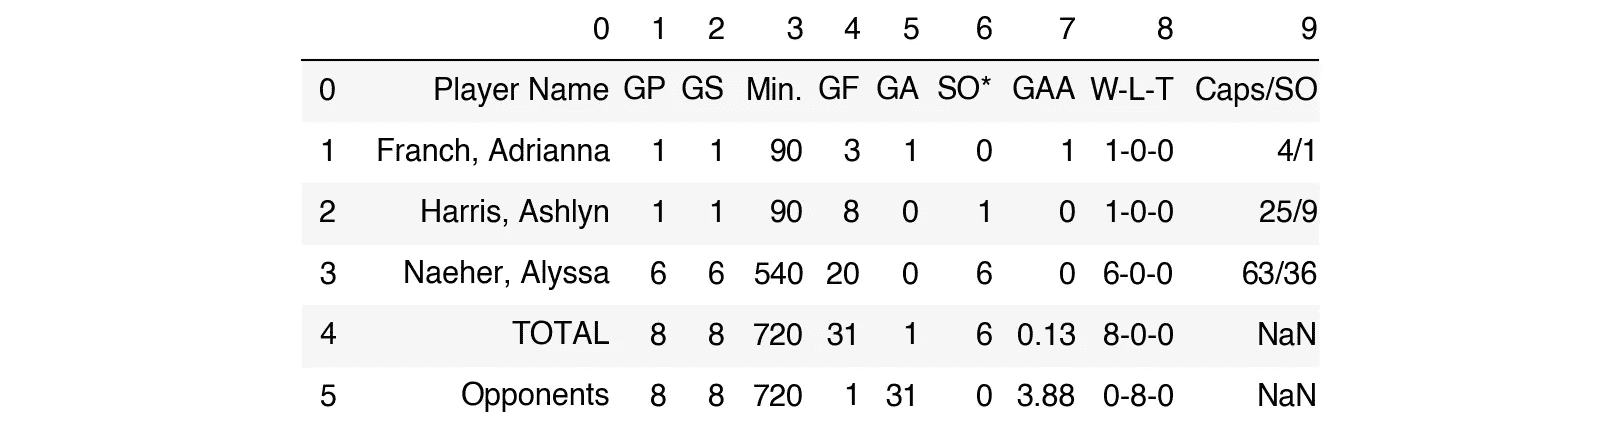 0 1 2 3 4 5 6 7 8 9
0 Player Name GP GS Min. GF GA SO* GAA W-L-T Caps/SO
1 Franch, Adrianna 1 1 90 3 1 0 1 1-0-0 4/1
2 Harris, Ashlyn 1 1 90 8 0 1 0 1-0-0 25/9
3 Naeher, Alyssa 6 6 540 20 0 6 0 6-0-0 63/36
4 TOTAL 8 8 720 31 1 6 0.13 8-0-0 NaN
5 Opponents 8 8 720 1 31 0 3.88 0-8-0 NaN